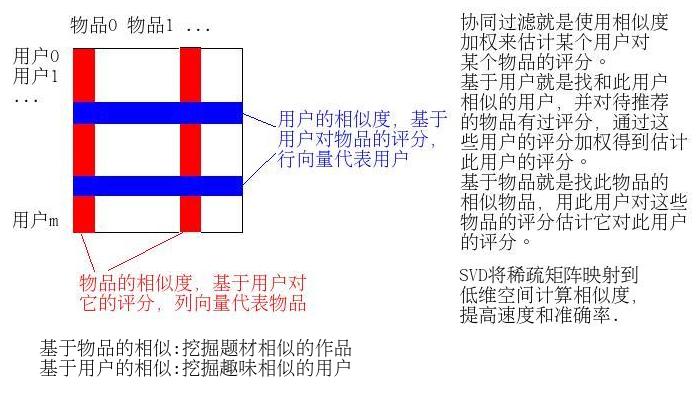 物品0 物品1 ...
用户0
用户1
...
用户m
用户的相似度，基于
用户对物品的评分，
行向量代表用户
物品的相似度，基于用户对
它的评分，列向量代表物品
基于物品的相似:挖掘题材相似的作品
基于用户的相似:挖掘趣味相似的用户
协同过滤就是使用相似度
加权来估计某个用户对
某个物品的评分。
基于用户就是找和此用户
相似的用户，并对待推荐
的物品有过评分，通过这
些用户的评分加权得到估计
此用户的评分。
基于物品就是找此物品的
相似物品，用此用户对这些
物品的评分估计它对此用户
的评分。
SVD将稀疏矩阵映射到
低维空间计算相似度，
提高速度和准确率.